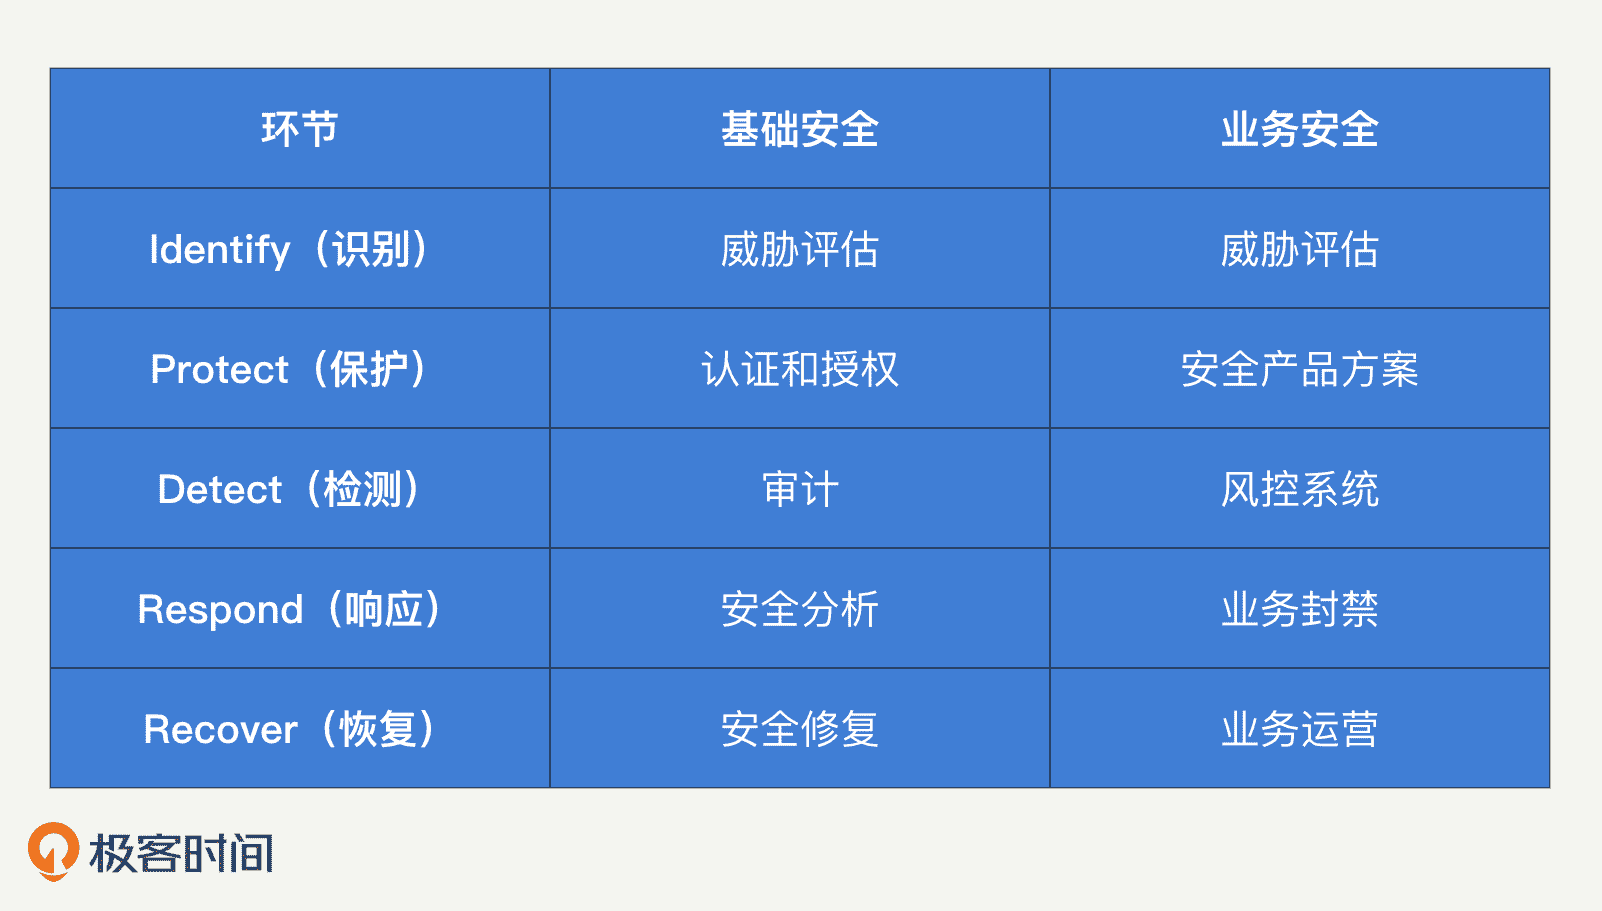 环节 基础安全 业务安全
Identify（识别） 威胁评估 威胁评估
Protect（保护） 认证和授权 安全产品方案
Detect（检测） 审计 风控系统
Respond（响应） 安全分析 业务封禁
Recover（恢复） 安全修复 业务运营
极客时间